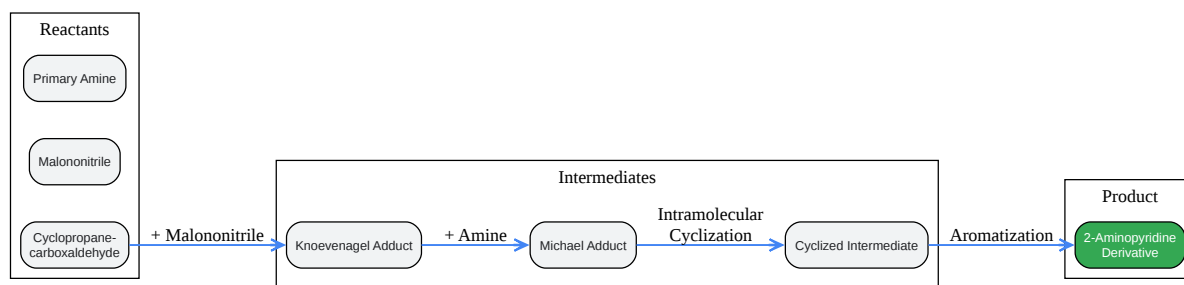 Reactants
Primary Amine
Malononitrile
Cyclopropane-
carboxaldehyde
+ Malononitrile
Intermediates
Knoevenagel Adduct
+ Amine
Michael Adduct
Intramolecular
Cyclization
Cyclized Intermediate
Aromatization
Product
2-Aminopyridine
Derivative